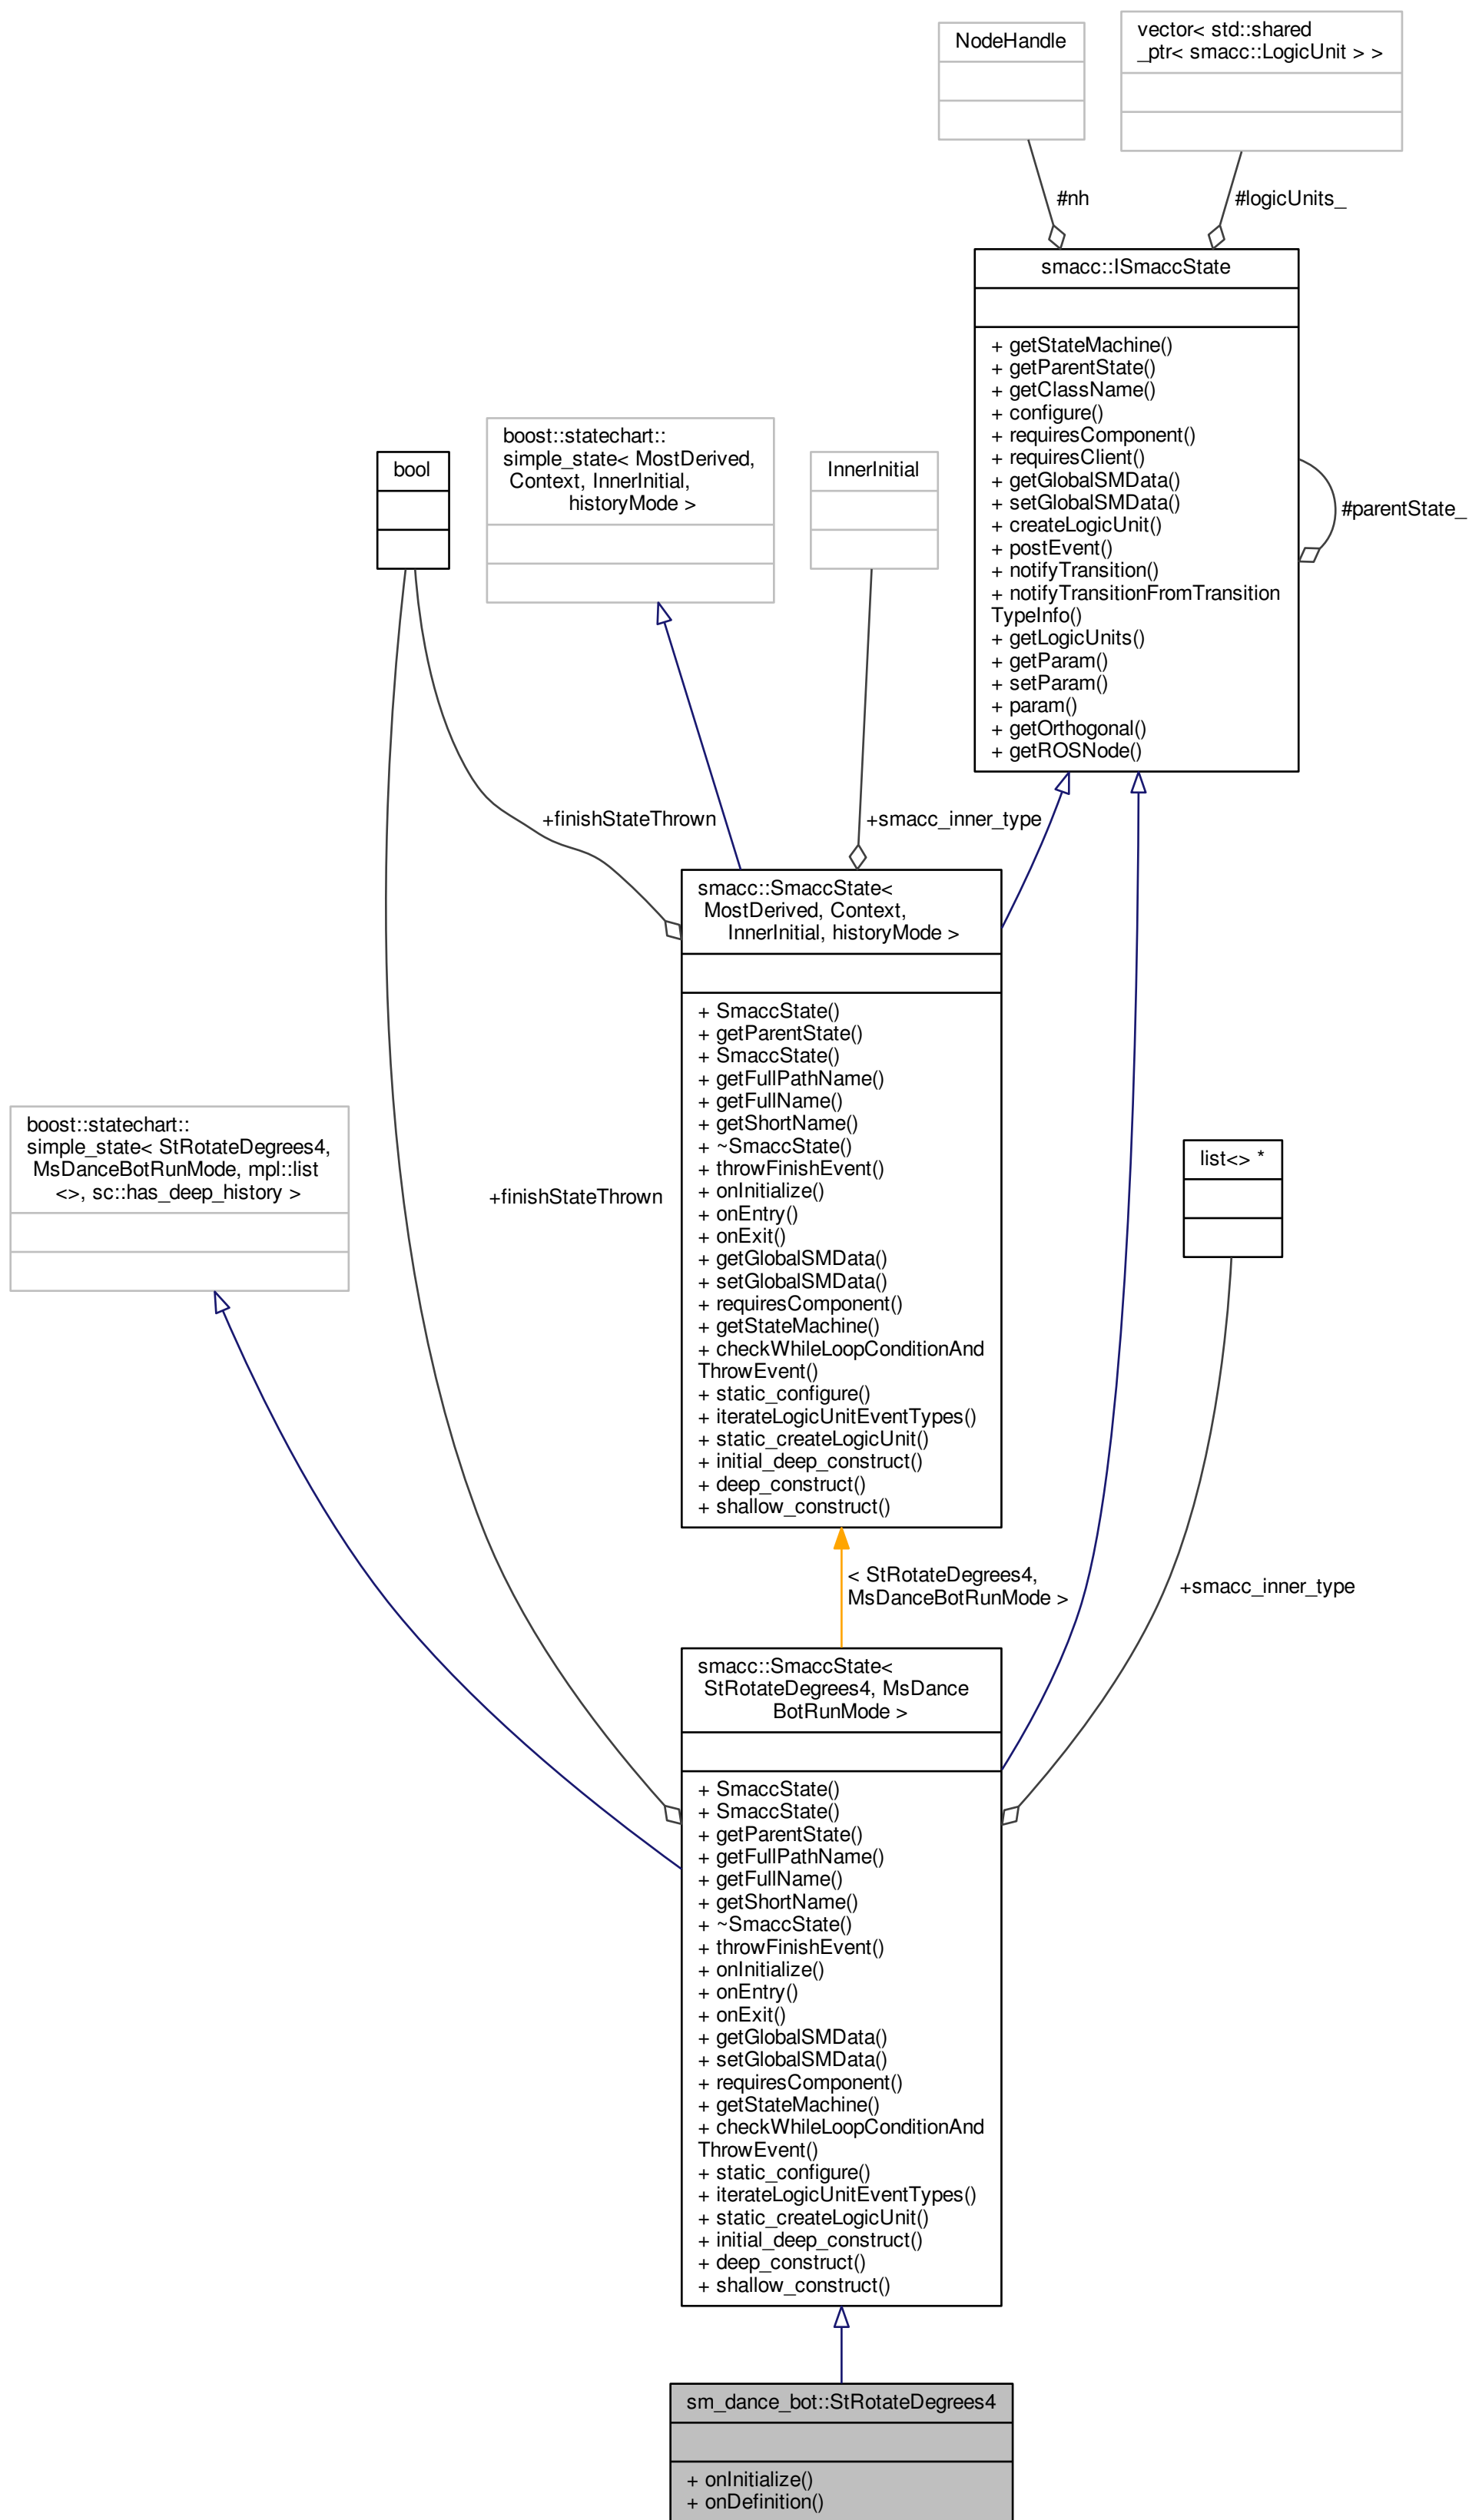 NodeHandle
vector< std::shared
_ptr< smacc::LogicUnit > >
#nh
#logicUnits_
smacc::ISmaccState
+ getStateMachine()
+ getParentState()
+ getClassName()
+ configure()
+ requiresComponent()
+ requiresClient()
+ getGlobalSMData()
+ setGlobalSMData()
+ createLogicUnit()
+ postEvent()
+ notifyTransition()
+ notifyTransitionFromTransition
TypeInfo()
+ getLogicUnits()
+ getParam()
+ setParam()
+ param()
+ getOrthogonal()
+ getROSNode()
#parentState_
bool
boost::statechart::
simple_state< MostDerived,
Context, InnerInitial,
historyMode >
InnerInitial
+finishStateThrown
+smacc_inner_type
smacc::SmaccState<
MostDerived, Context,
InnerInitial, historyMode >
+ SmaccState()
+ getParentState()
+ SmaccState()
+ getFullPathName()
+ getFullName()
+ getShortName()
+ ~SmaccState()
+ throwFinishEvent()
+ onInitialize()
+ onEntry()
+ onExit()
+ getGlobalSMData()
+ setGlobalSMData()
+ requiresComponent()
+ getStateMachine()
+ checkWhileLoopConditionAnd
ThrowEvent()
+ static_configure()
+ iterateLogicUnitEventTypes()
+ static_createLogicUnit()
+ initial_deep_construct()
+ deep_construct()
+ shallow_construct()
boost::statechart::
simple_state< StRotateDegrees4,
MsDanceBotRunMode, mpl::list
<>, sc::has_deep_history >
+finishStateThrown
list<> *
< StRotateDegrees4,
MsDanceBotRunMode >
+smacc_inner_type
smacc::SmaccState<
StRotateDegrees4, MsDance
BotRunMode >
+ SmaccState()
+ SmaccState()
+ getParentState()
+ getFullPathName()
+ getFullName()
+ getShortName()
+ ~SmaccState()
+ throwFinishEvent()
+ onInitialize()
+ onEntry()
+ onExit()
+ getGlobalSMData()
+ setGlobalSMData()
+ requiresComponent()
+ getStateMachine()
+ checkWhileLoopConditionAnd
ThrowEvent()
+ static_configure()
+ iterateLogicUnitEventTypes()
+ static_createLogicUnit()
+ initial_deep_construct()
+ deep_construct()
+ shallow_construct()
sm_dance_bot::StRotateDegrees4
+ onInitialize()
+ onDefinition()